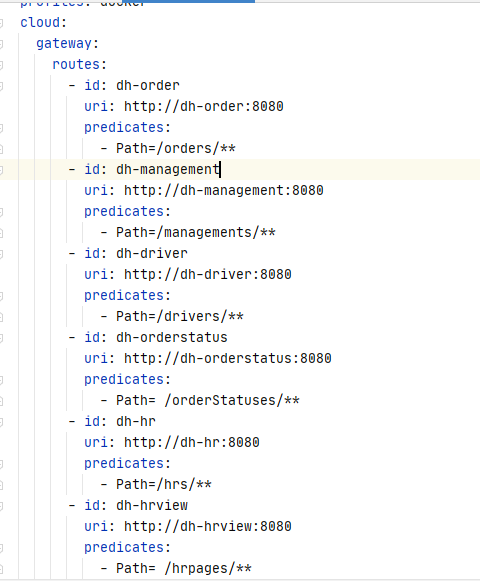 profiles: docker
cloud:
  gateway:
    routes:
      - id: dh-order
        uri: http://dh-order:8080
        predicates:
          - Path=/orders/**
      - id: dh-management
        uri: http://dh-management:8080
        predicates:
          - Path=/managements/**
      - id: dh-driver
        uri: http://dh-driver:8080
        predicates:
          - Path=/drivers/**
      - id: dh-orderstatus
        uri: http://dh-orderstatus:8080
        predicates:
          - Path= /orderStatuses/**
      - id: dh-hr
        uri: http://dh-hr:8080
        predicates:
          - Path=/hrs/**
      - id: dh-hrview
        uri: http://dh-hrview:8080
        predicates:
          - Path= /hrpages/**